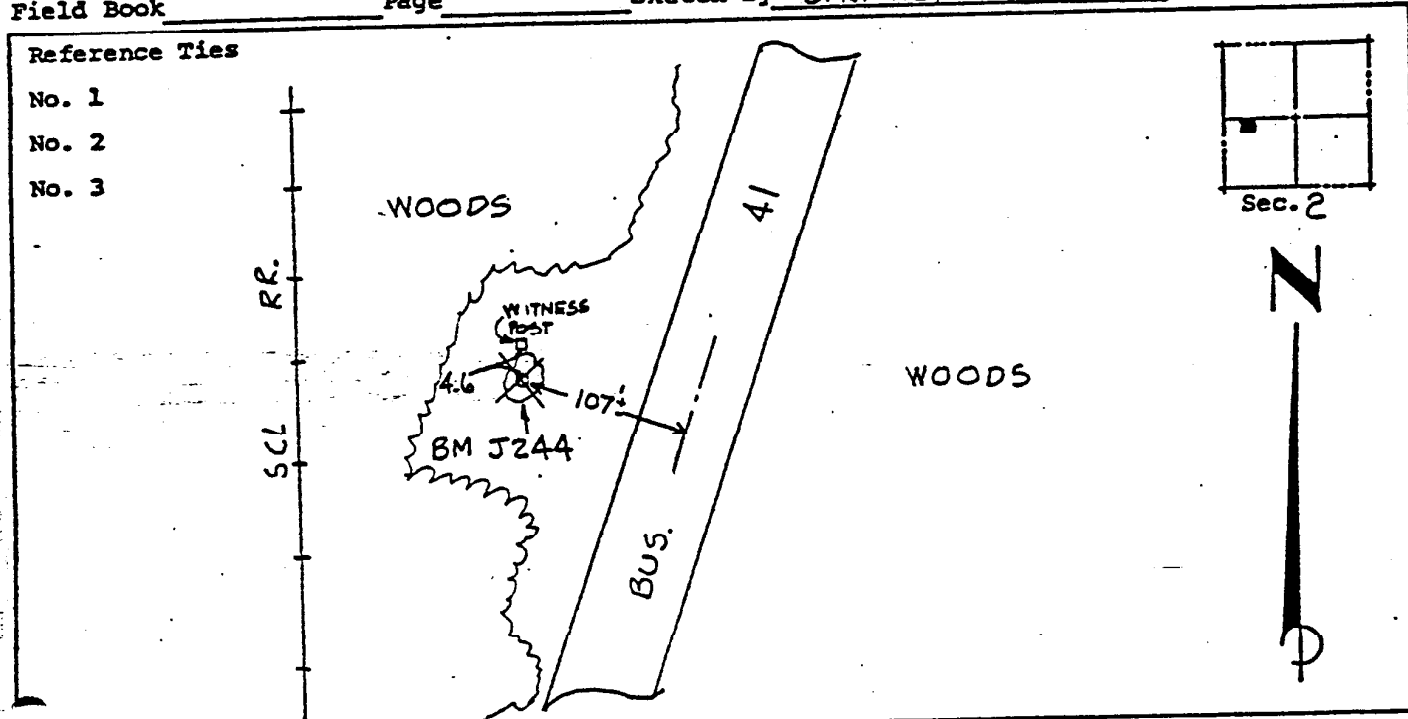 Field Book Page
Reference Ties
No. 1
No. 2
No. 3
WOODS
SCL RR.
WITNESS
POST
4.6
107'±
BM J244
BUS. 41
WOODS
Sec. 2
N